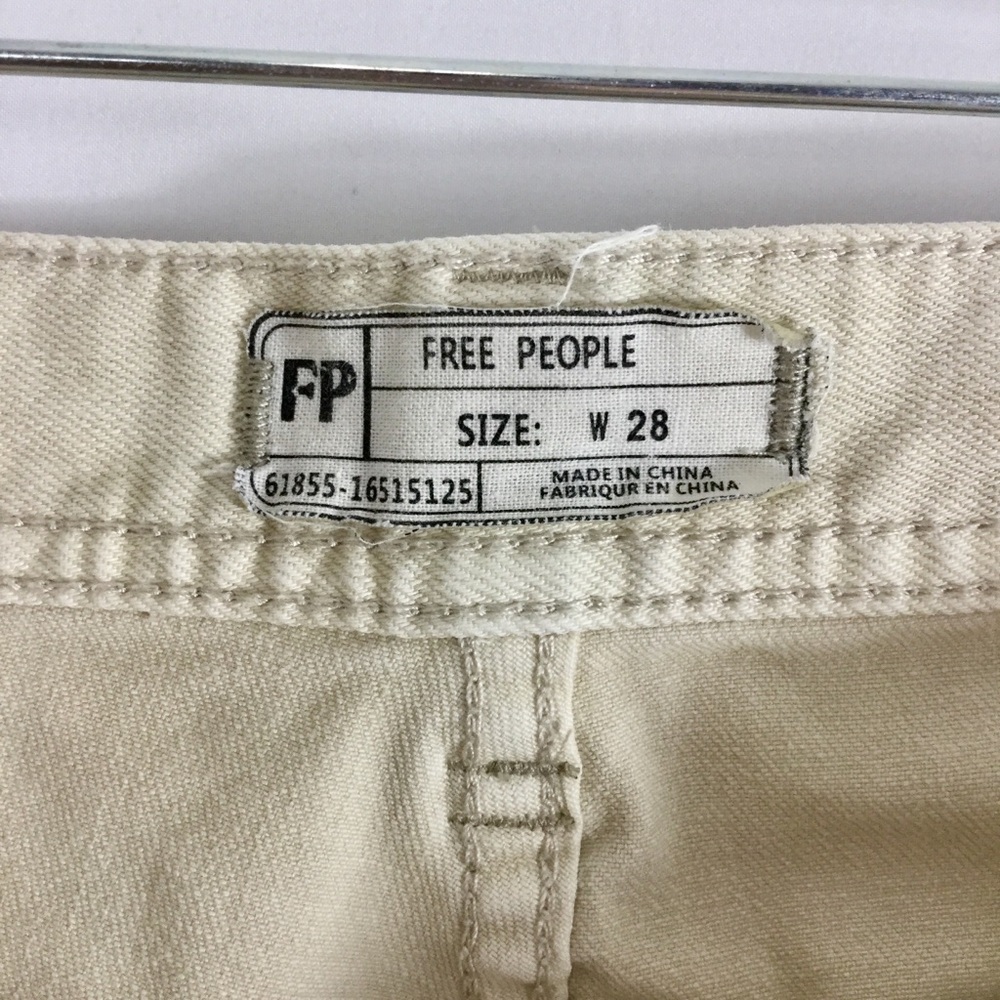 FP
FREE PEOPLE
SIZE: W 28
61855-16515125
MADE IN CHINA
FABRIQUR EN CHINA